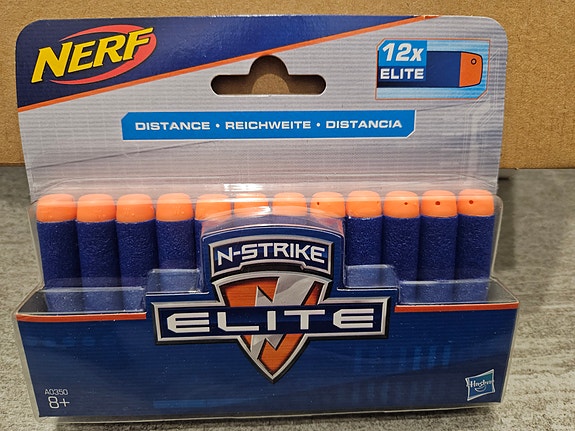 NERF
12x
ELITE
DISTANCE • REICHWEITE • DISTANCIA
N-STRIKE
ELITE
A0350
8+
Hasbro